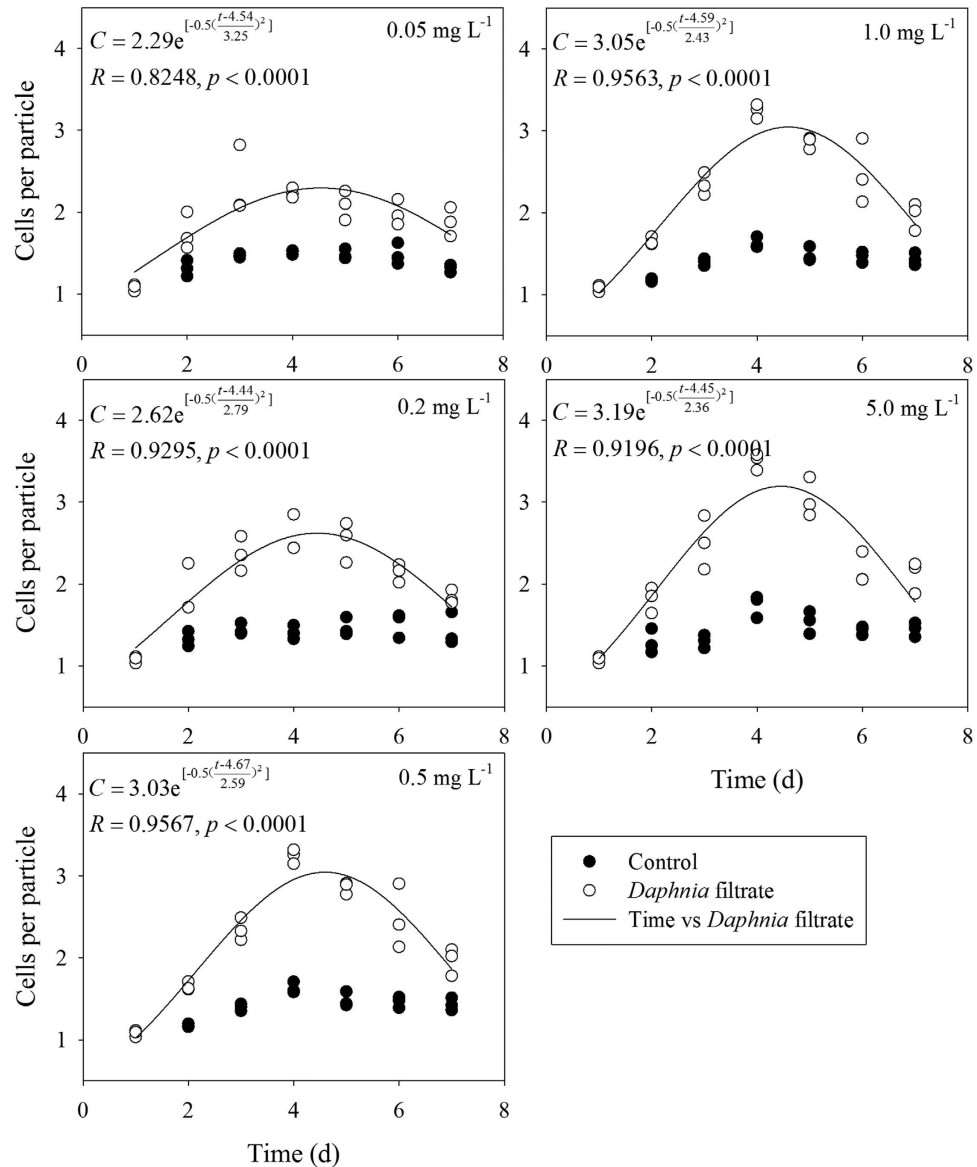 C = 2.29e^[-0.5((t-4.54)/3.25)^2]
0.05 mg L-1
R = 0.8248, p < 0.0001
Cells per particle
4
3
2
1
0 2 4 6 8
C = 3.05e^[-0.5((t-4.59)/2.43)^2]
1.0 mg L-1
R = 0.9563, p < 0.0001
4
3
2
1
0 2 4 6 8
C = 2.62e^[-0.5((t-4.44)/2.79)^2]
0.2 mg L-1
R = 0.9295, p < 0.0001
Cells per particle
4
3
2
1
0 2 4 6 8
C = 3.19e^[-0.5((t-4.45)/2.36)^2]
5.0 mg L-1
R = 0.9196, p < 0.0001
4
3
2
1
0 2 4 6 8
Time (d)
C = 3.03e^[-0.5((t-4.67)/2.59)^2]
0.5 mg L-1
R = 0.9567, p < 0.0001
Cells per particle
4
3
2
1
0 2 4 6 8
Time (d)
Control
Daphnia filtrate
Time vs Daphnia filtrate